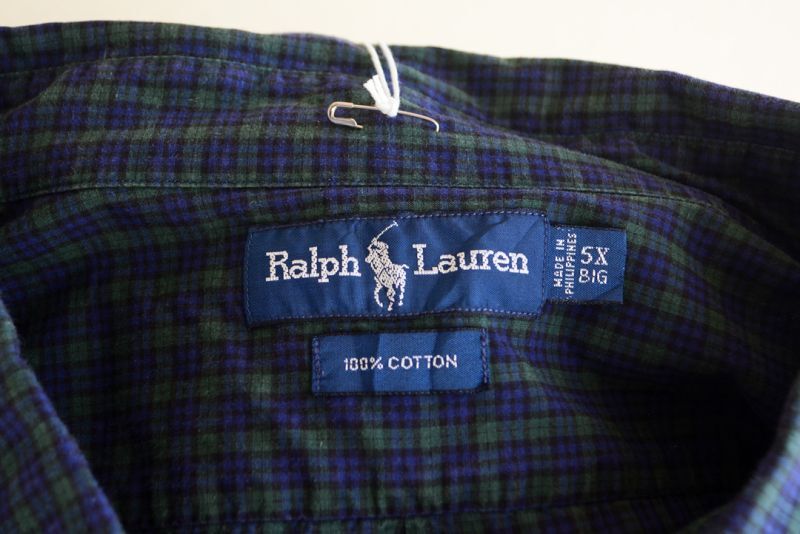 Ralph Lauren
MADE IN
PHILIPPINES
5X
BIG
100% COTTON